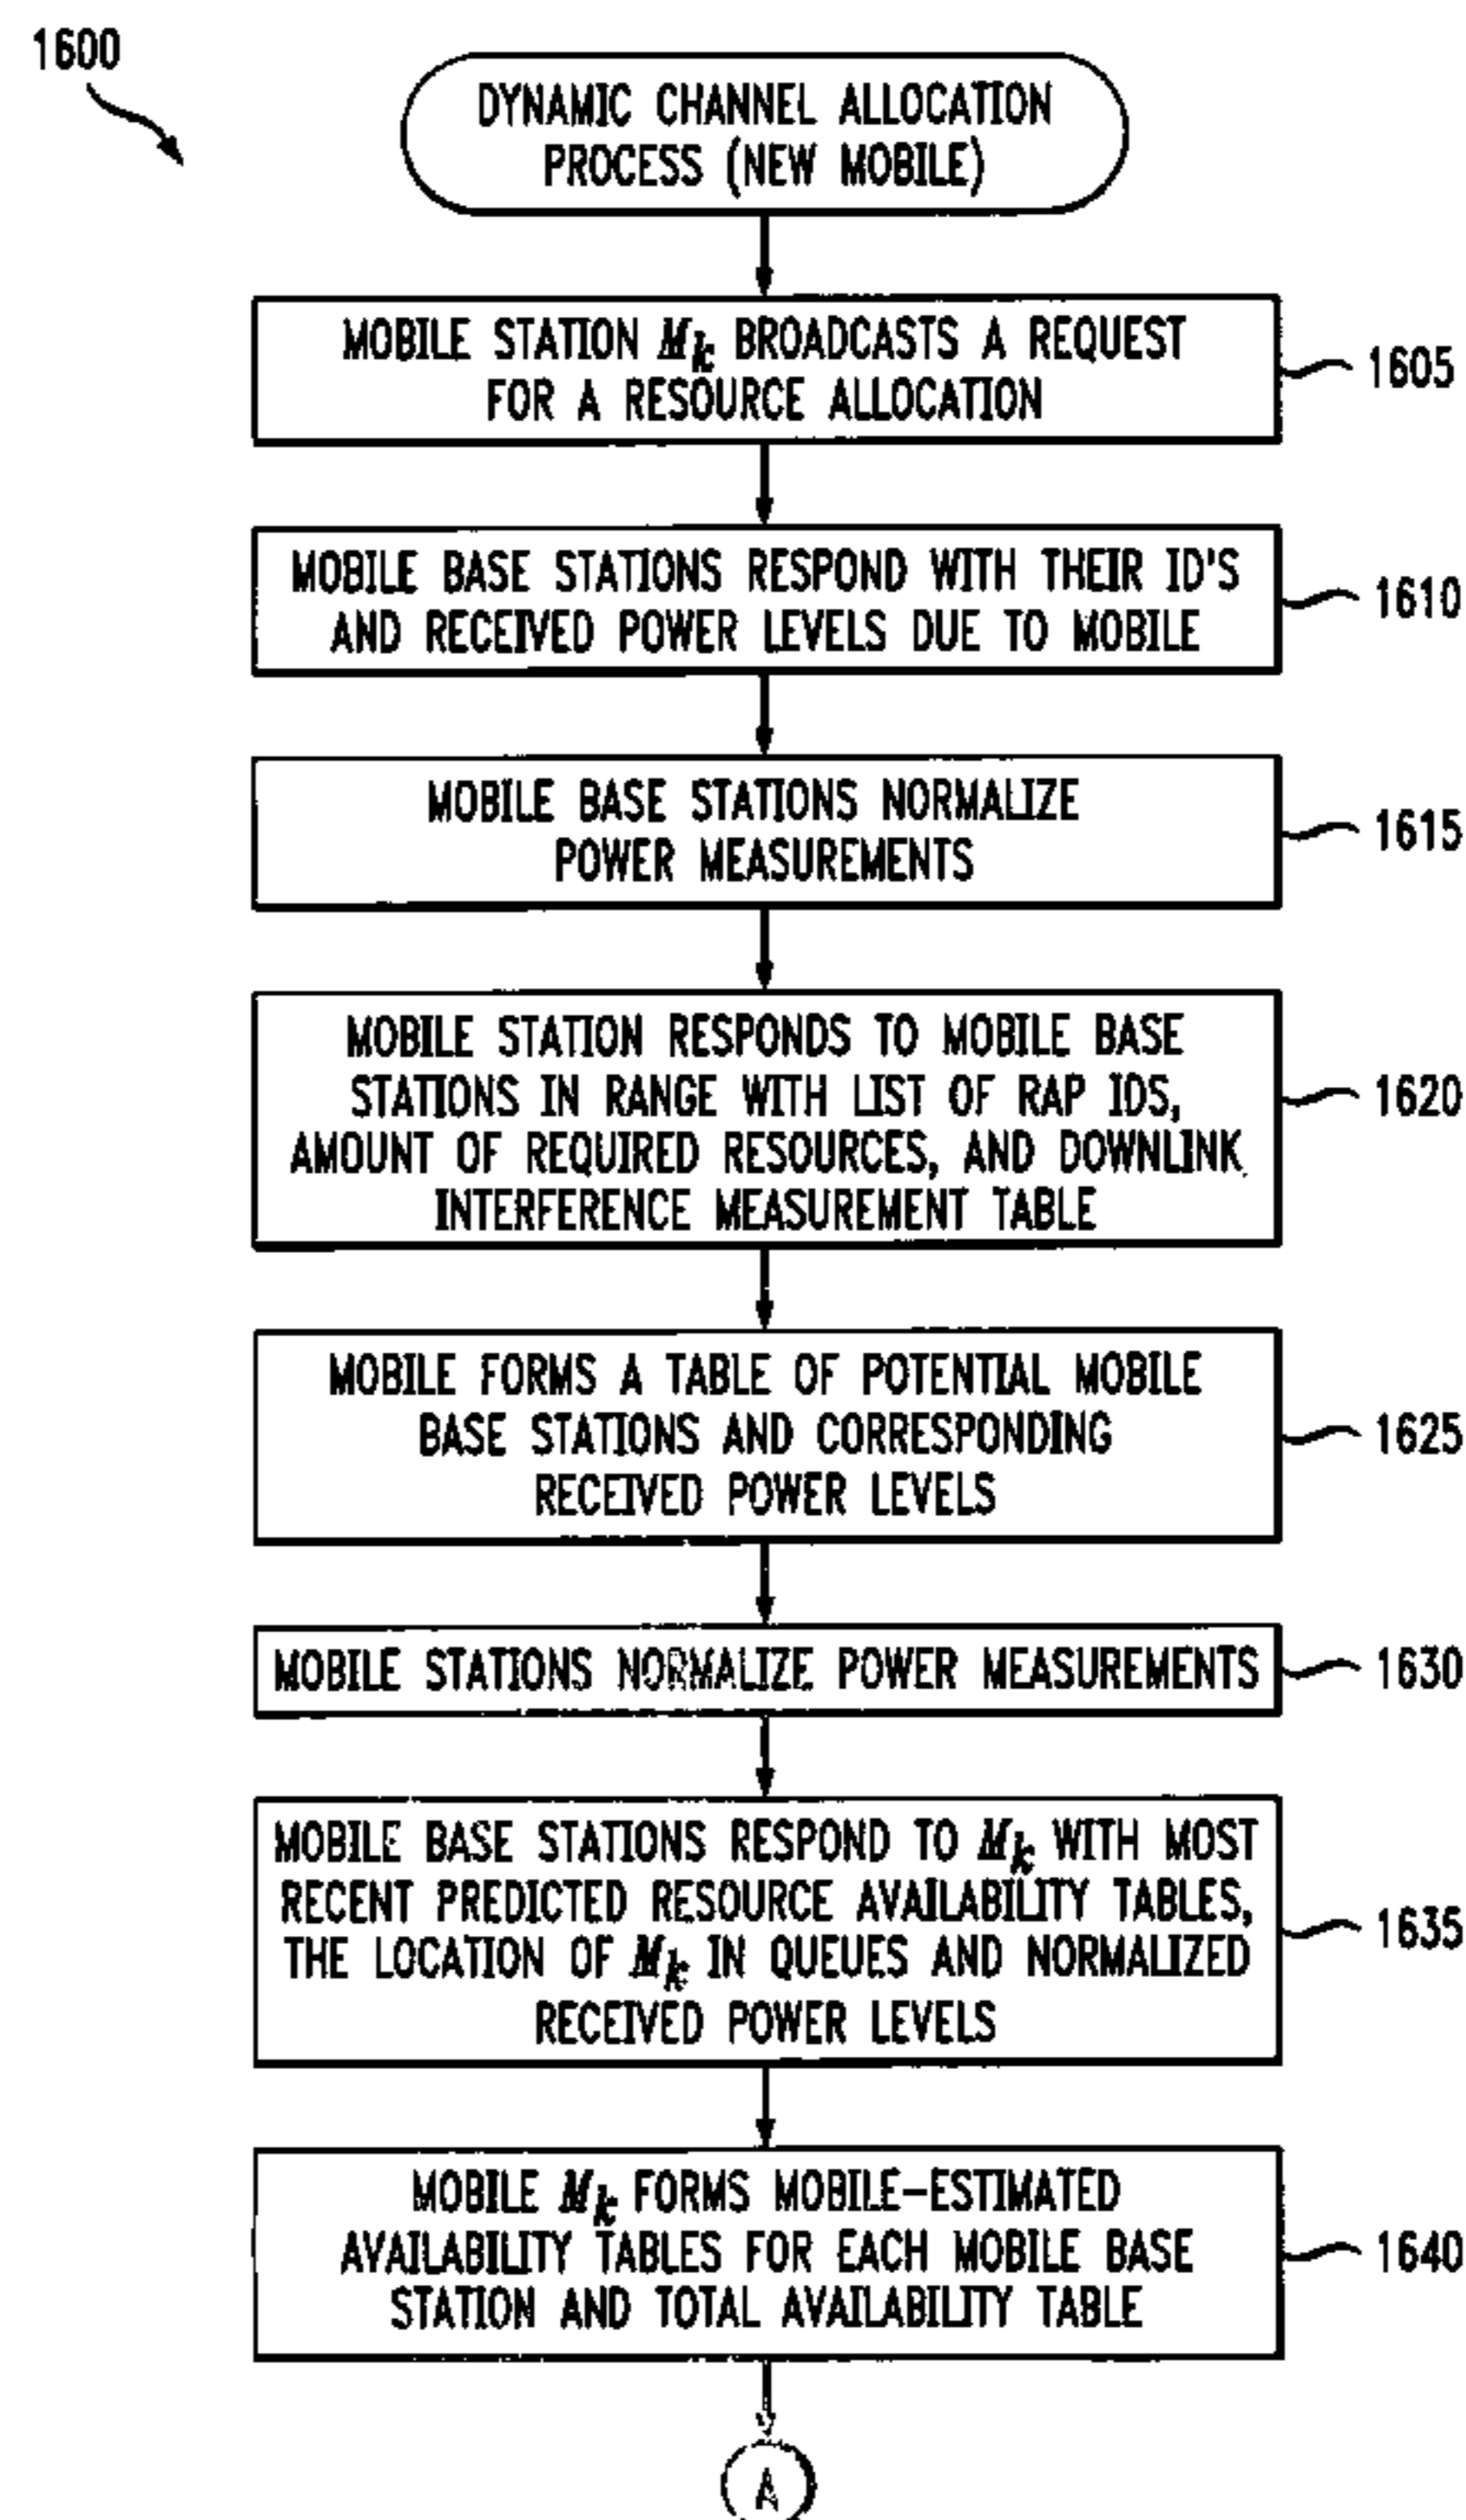 1600
DYNAMIC CHANNEL ALLOCATION
PROCESS (NEW MOBILE)
MOBILE STATION Mk BROADCASTS A REQUEST
FOR A RESOURCE ALLOCATION
1605
MOBILE BASE STATIONS RESPOND WITH THEIR ID'S
AND RECEIVED POWER LEVELS DUE TO MOBILE
1610
MOBILE BASE STATIONS NORMALIZE
POWER MEASUREMENTS
1615
MOBILE STATION RESPONDS TO MOBILE BASE
STATIONS IN RANGE WITH LIST OF RAP IDS,
AMOUNT OF REQUIRED RESOURCES, AND DOWNLINK
INTERFERENCE MEASUREMENT TABLE
1620
MOBILE FORMS A TABLE OF POTENTIAL MOBILE
BASE STATIONS AND CORRESPONDING
RECEIVED POWER LEVELS
1625
MOBILE STATIONS NORMALIZE POWER MEASUREMENTS
1630
MOBILE BASE STATIONS RESPOND TO Mk WITH MOST
RECENT PREDICTED RESOURCE AVAILABILITY TABLES,
THE LOCATION OF Mk IN QUEUES AND NORMALIZED
RECEIVED POWER LEVELS
1635
MOBILE Mk FORMS MOBILE-ESTIMATED
AVAILABILITY TABLES FOR EACH MOBILE BASE
STATION AND TOTAL AVAILABILITY TABLE
1640
A